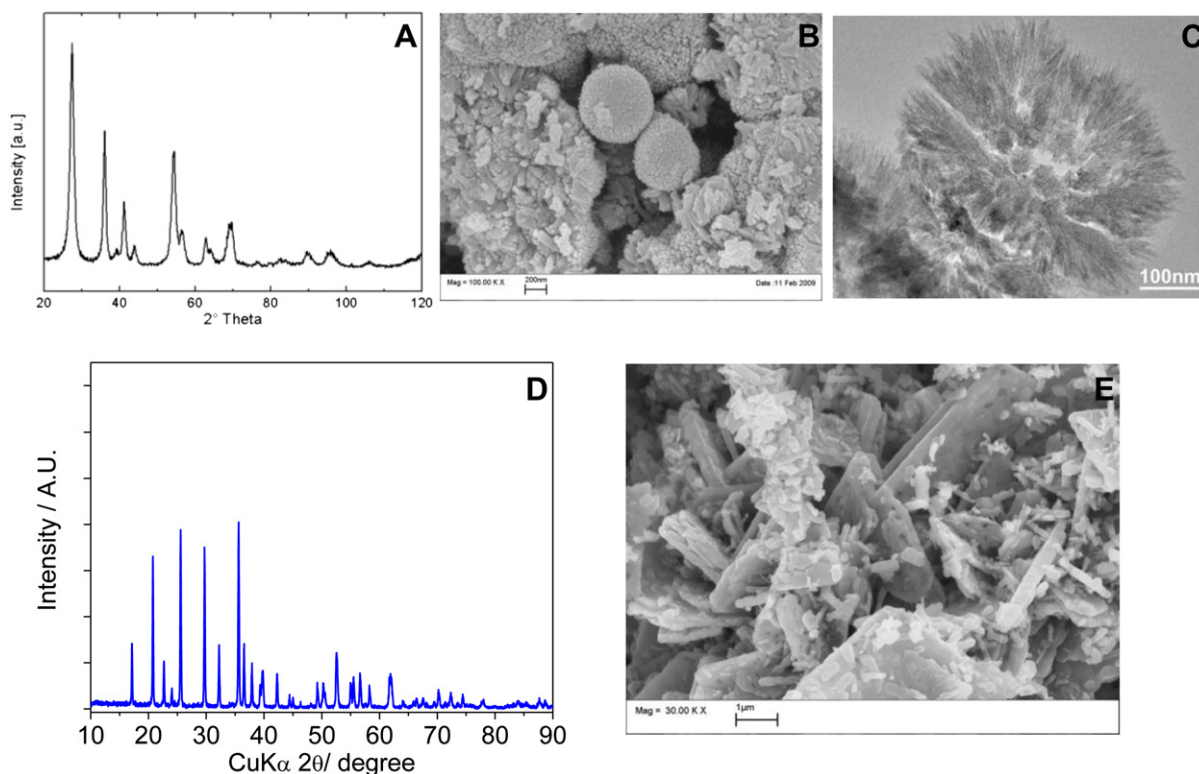 A
Intensity [a.u.]
20 40 60 80 100 120
2° Theta
B
Mag = 100.00 K X
200nm
Date :11 Feb 2009
C
100nm
D
Intensity / A.U.
10 20 30 40 50 60 70 80 90
CuKα 2θ/ degree
E
Mag = 30.00 K X
1µm